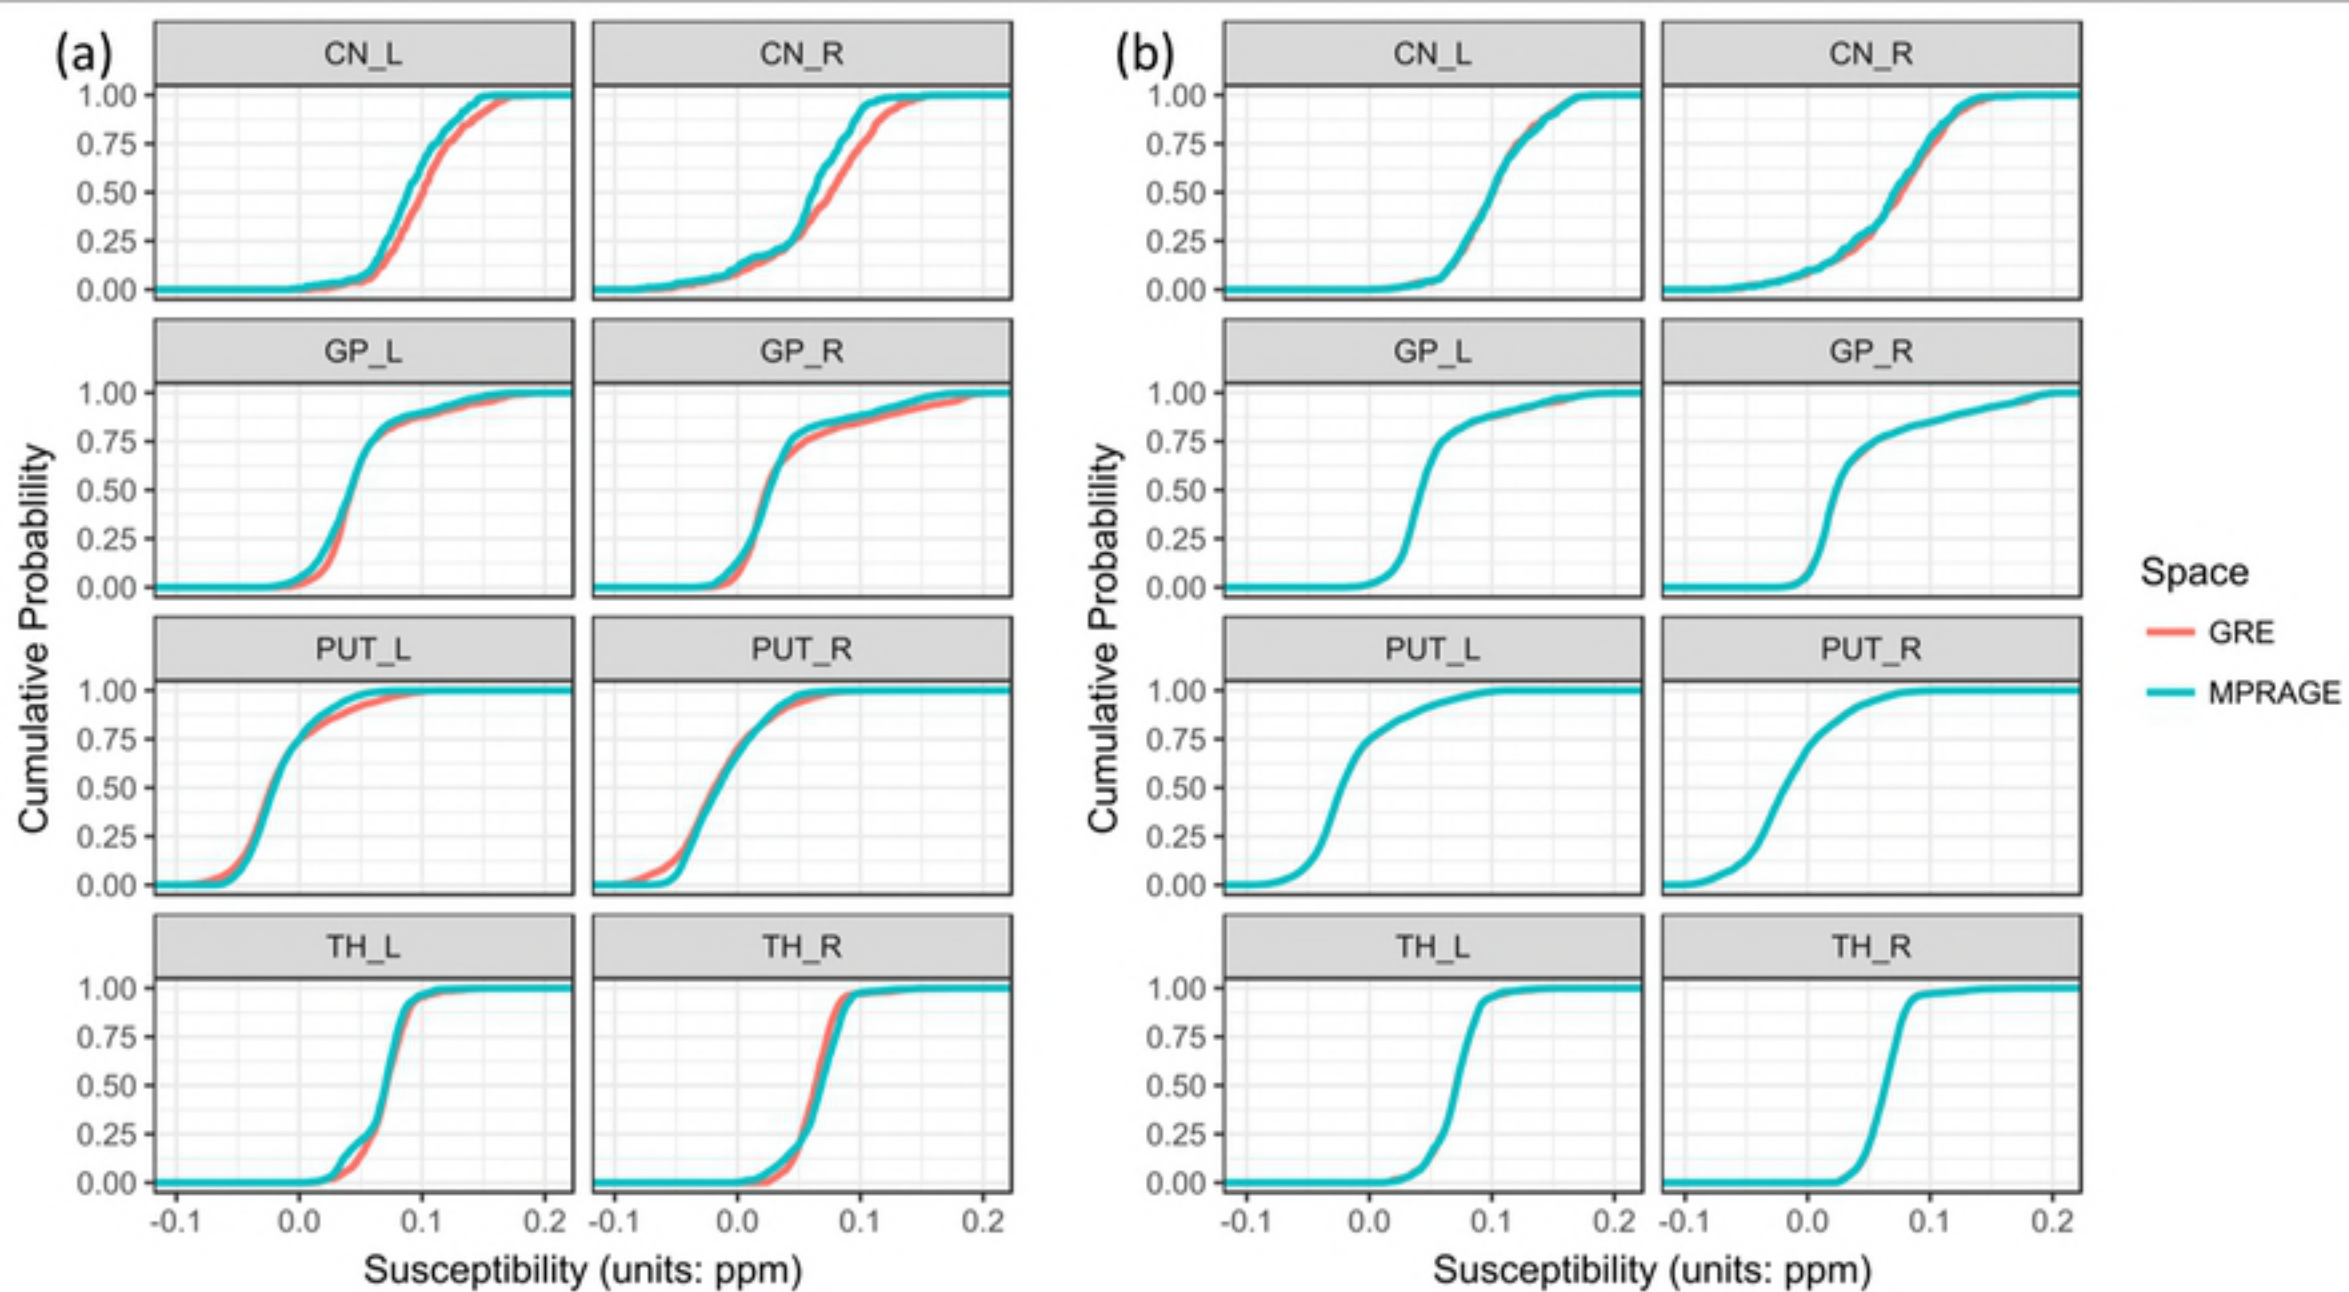 (a)
CN_L CN_R
1.00
0.75
0.50
0.25
0.00
GP_L GP_R
1.00
0.75
0.50
0.25
0.00
PUT_L PUT_R
1.00
0.75
0.50
0.25
0.00
TH_L TH_R
1.00
0.75
0.50
0.25
0.00
-0.1 0.0 0.1 0.2 -0.1 0.0 0.1 0.2
Cumulative Probablility
Susceptibility (units: ppm)
(b)
CN_L CN_R
1.00
0.75
0.50
0.25
0.00
GP_L GP_R
1.00
0.75
0.50
0.25
0.00
PUT_L PUT_R
1.00
0.75
0.50
0.25
0.00
TH_L TH_R
1.00
0.75
0.50
0.25
0.00
-0.1 0.0 0.1 0.2 -0.1 0.0 0.1 0.2
Cumulative Probablility
Susceptibility (units: ppm)
Space
GRE
MPRAGE